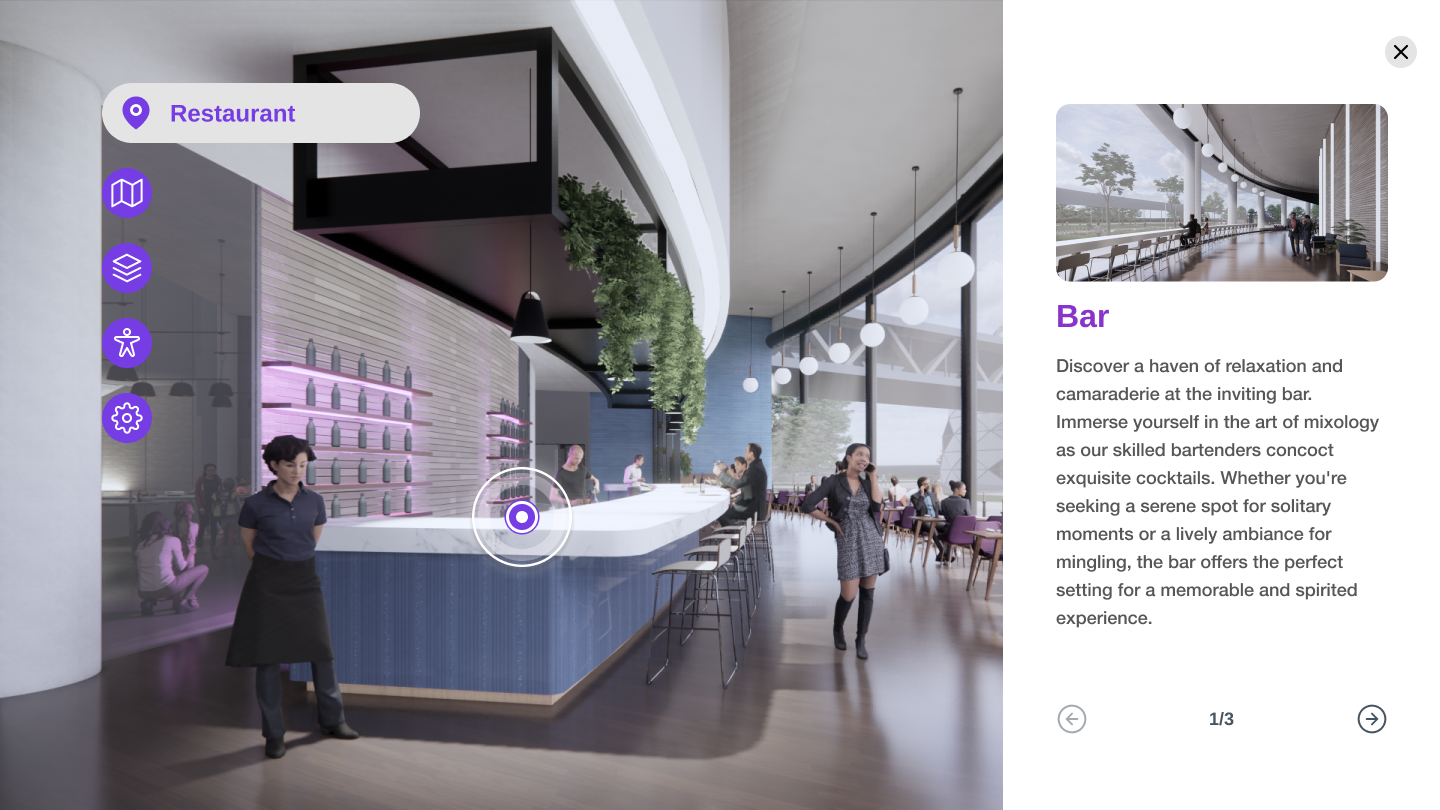 Restaurant
Bar
Discover a haven of relaxation and
camaraderie at the inviting bar.
Immerse yourself in the art of mixology
as our skilled bartenders concoct
exquisite cocktails. Whether you're
seeking a serene spot for solitary
moments or a lively ambiance for
mingling, the bar offers the perfect
setting for a memorable and spirited
experience.
1/3